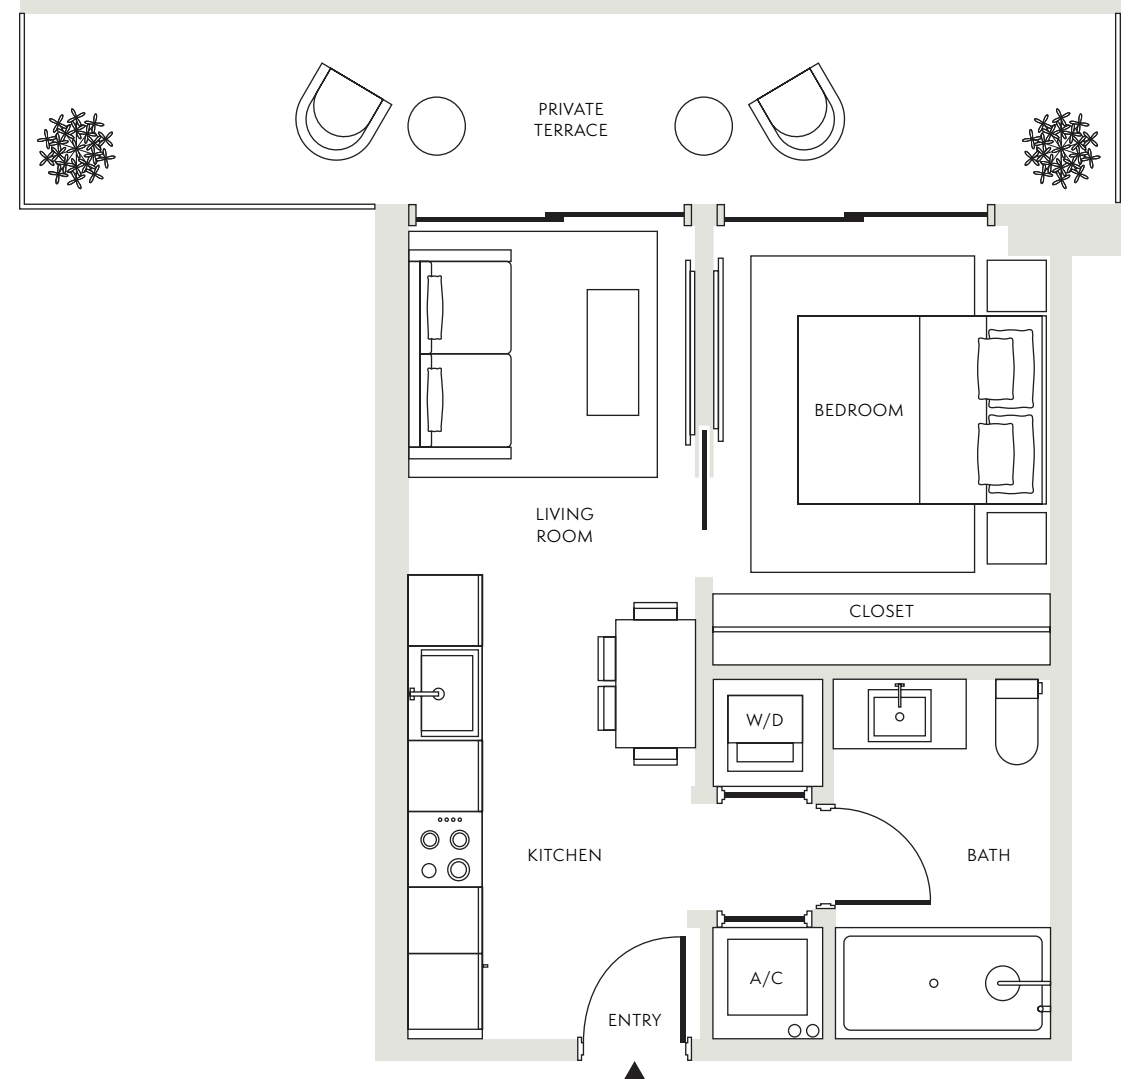 PRIVATE
TERRACE
BEDROOM
LIVING
ROOM
CLOSET
W/D
KITCHEN
BATH
A/C
ENTRY